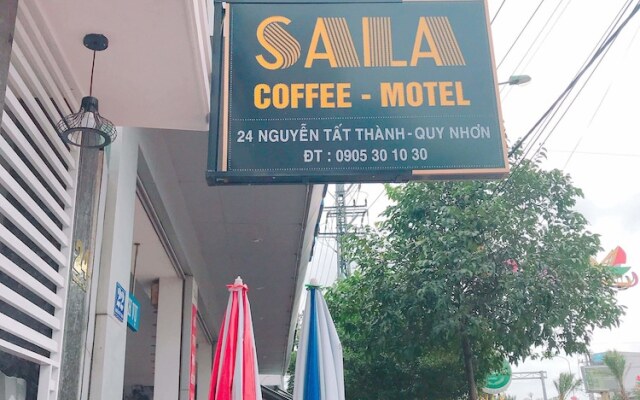 SALA
COFFEE - MOTEL
24 NGUYỄN TẤT THÀNH - QUY NHƠN
ĐT : 0905 30 10 30